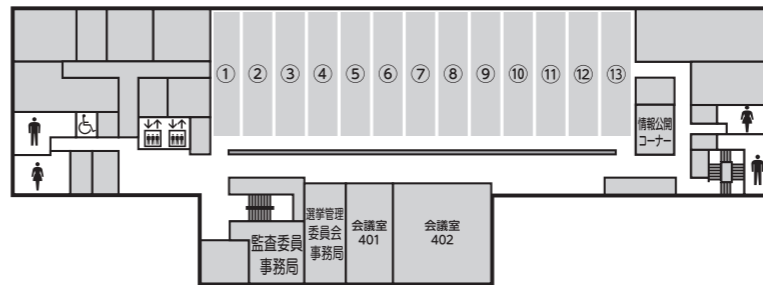 ① ② ③ ④ ⑤ ⑥ ⑦ ⑧ ⑨ ⑩ ⑪ ⑫ ⑬
情報公開
コーナー
監査委員
事務局
選挙管理
委員会
事務局
会議室
401
会議室
402